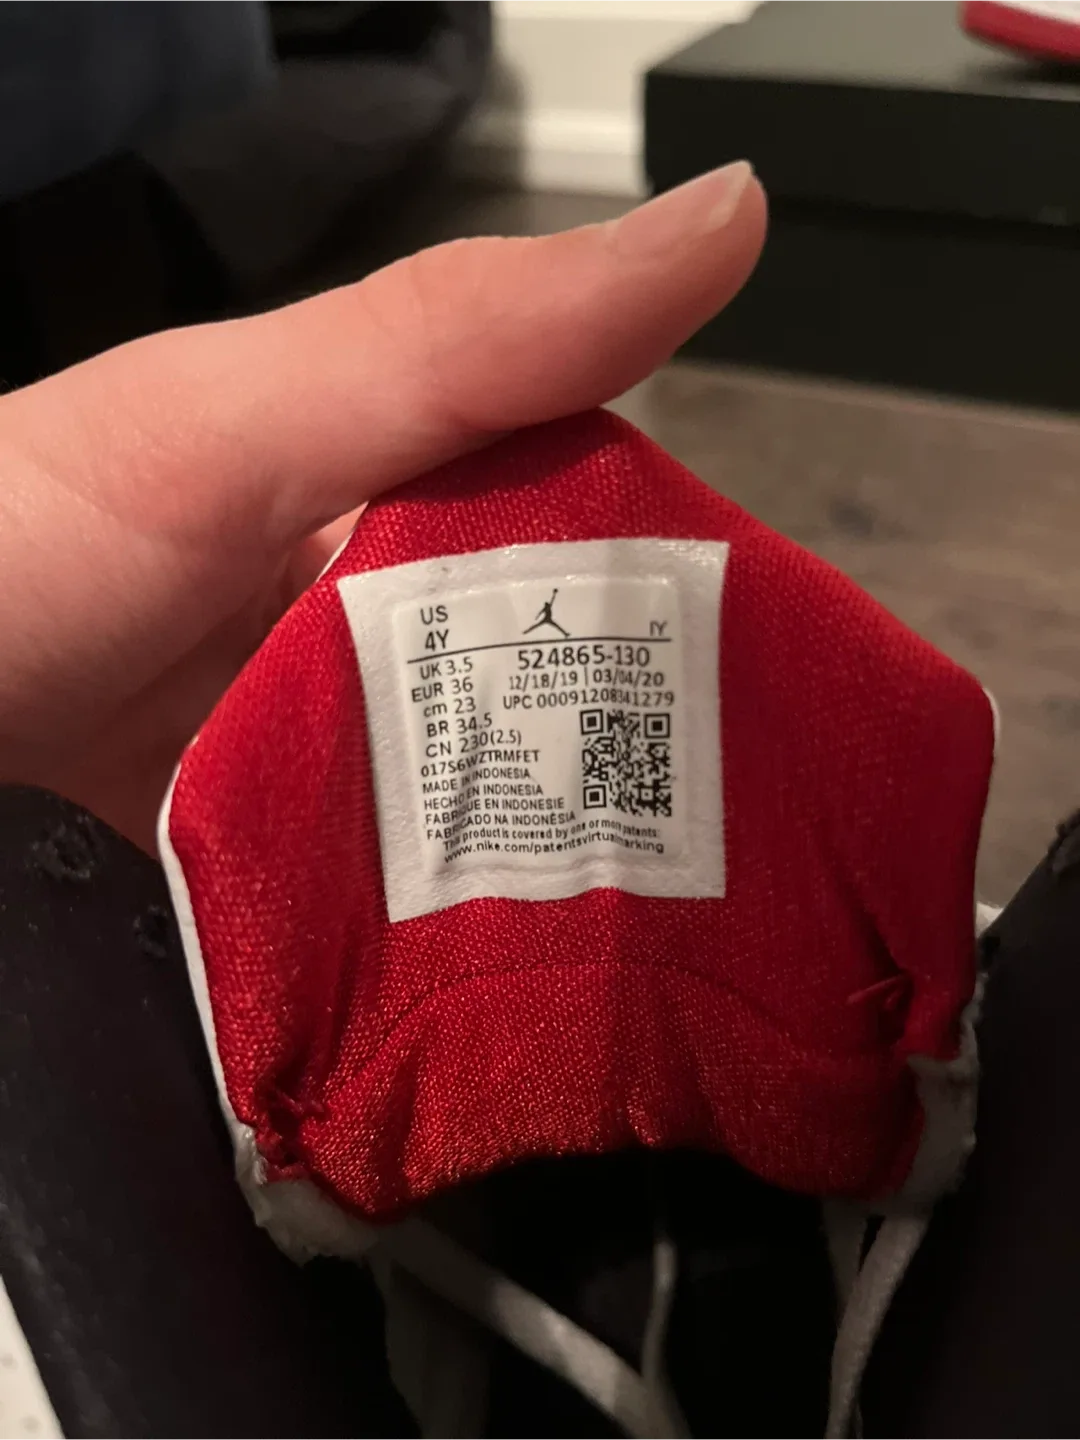 US
4Y
IY
UK 3.5
EUR 36
cm 23
BR 34.5
CN 230(2.5)
524865-130
12/18/19 | 03/04/20
UPC 00091208341279
017S6WZTRMFET
MADE IN INDONESIA
HECHO EN INDONESIA
FABRIQUE EN INDONESIE
FABRICADO NA INDONÉSIA
This product is covered by one or more patents:
www.nike.com/patentsvirtualmarking